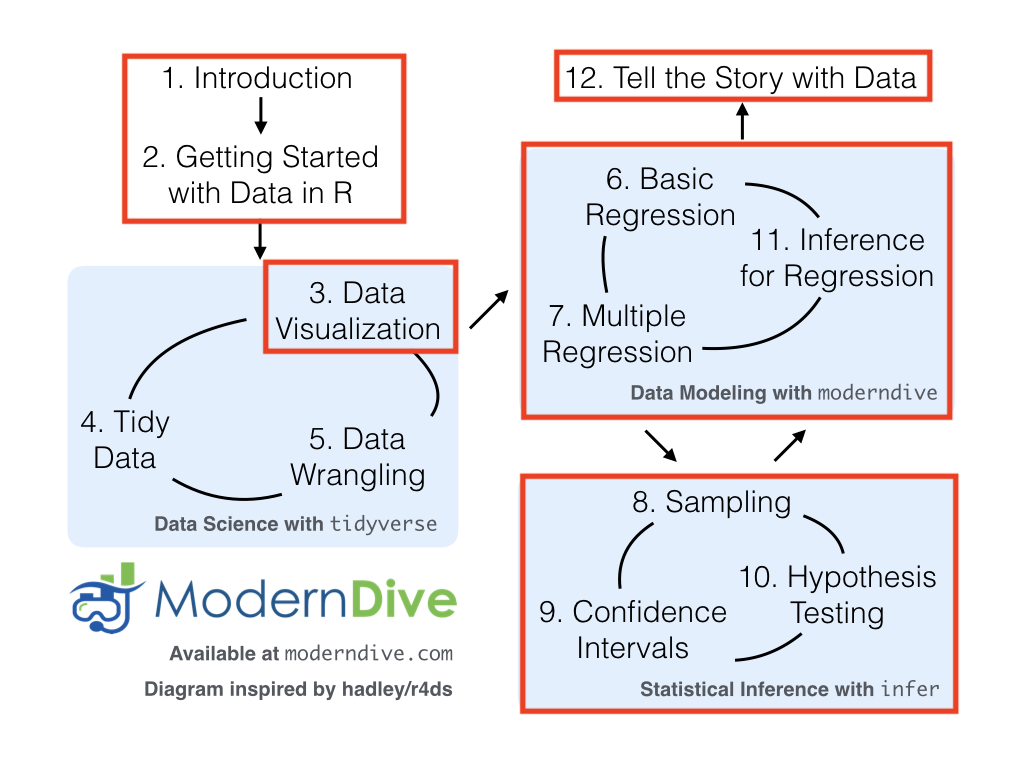 1. Introduction
2. Getting Started
with Data in R
3. Data
Visualization
4. Tidy
Data
5. Data
Wrangling
Data Science with tidyverse
ModernDive
Available at moderndive.com
Diagram inspired by hadley/r4ds
12. Tell the Story with Data
6. Basic
Regression
11. Inference
for Regression
7. Multiple
Regression
Data Modeling with moderndive
8. Sampling
10. Hypothesis
Testing
9. Confidence
Intervals
Statistical Inference with infer